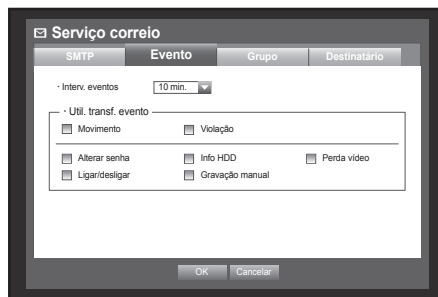 Serviço correio
SMTP Evento Grupo Destinatário
· Interv. eventos 10 min.
· Util. transf. evento
Movimento Violação
Alterar senha Info HDD Perda vídeo
Ligar/desligar Gravação manual
OK Cancelar